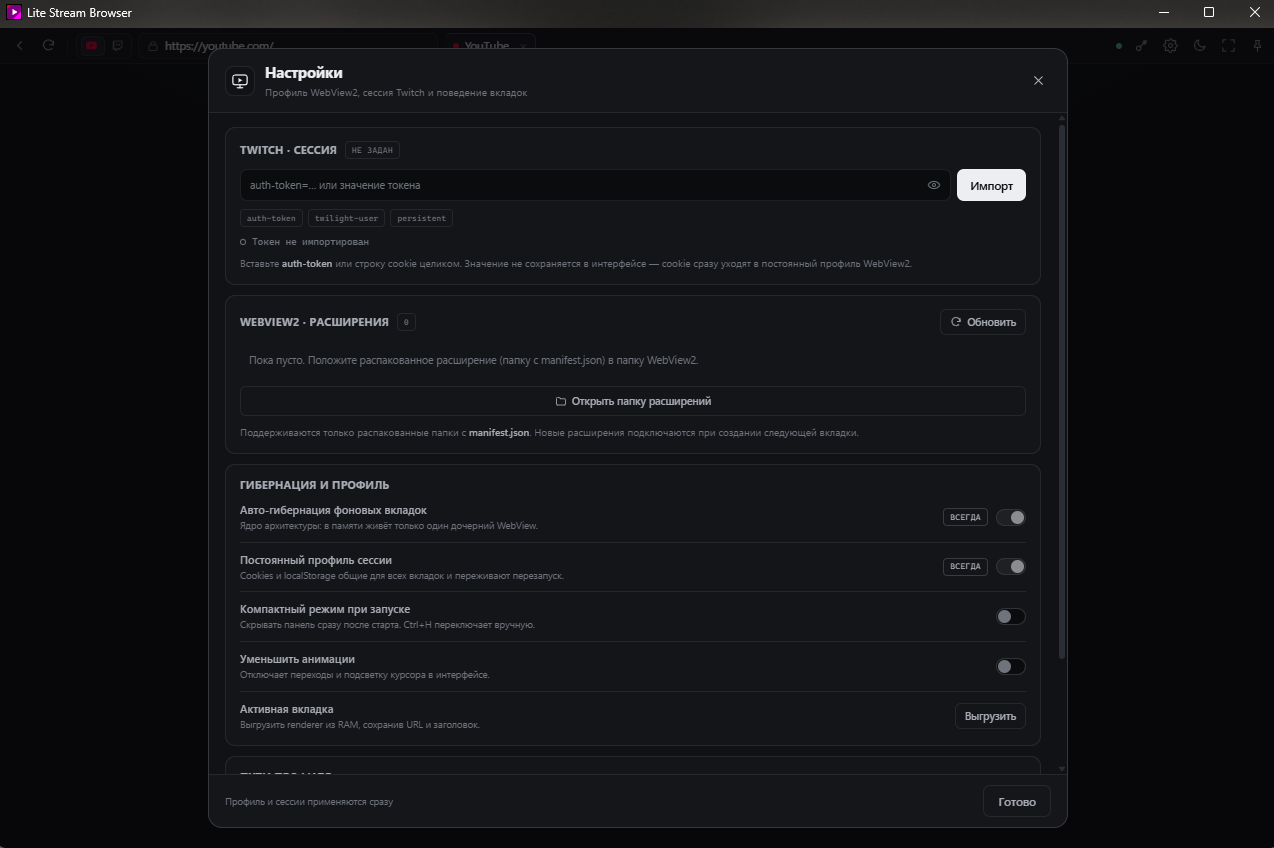 Lite Stream Browser
https://youtube.com/
YouTube
Настройки
Профиль WebView2, сессия Twitch и поведение вкладок
TWITCH · СЕССИЯ НЕ ЗАДАН
auth-token=... или значение токена
Импорт
auth-token twilight-user persistent
Токен не импортирован
Вставьте auth-token или строку cookie целиком. Значение не сохраняется в интерфейсе — cookie сразу уходят в постоянный профиль WebView2.
WEBVIEW2 · РАСШИРЕНИЯ 0
Обновить
Пока пусто. Положите распакованное расширение (папку с manifest.json) в папку WebView2.
Открыть папку расширений
Поддерживаются только распакованные папки с manifest.json. Новые расширения подключаются при создании следующей вкладки.
ГИБЕРНАЦИЯ И ПРОФИЛЬ
Авто-гибернация фоновых вкладок
Ядро архитектуры: в памяти живёт только один дочерний WebView.
ВСЕГДА
Постоянный профиль сессии
Cookies и localStorage общие для всех вкладок и переживают перезапуск.
ВСЕГДА
Компактный режим при запуске
Скрывать панель сразу после старта. Ctrl+H переключает вручную.
Уменьшить анимации
Отключает переходы и подсветку курсора в интерфейсе.
Активная вкладка
Выгрузить renderer из RAM, сохранив URL и заголовок.
Выгрузить
Профиль и сессии применяются сразу
Готово